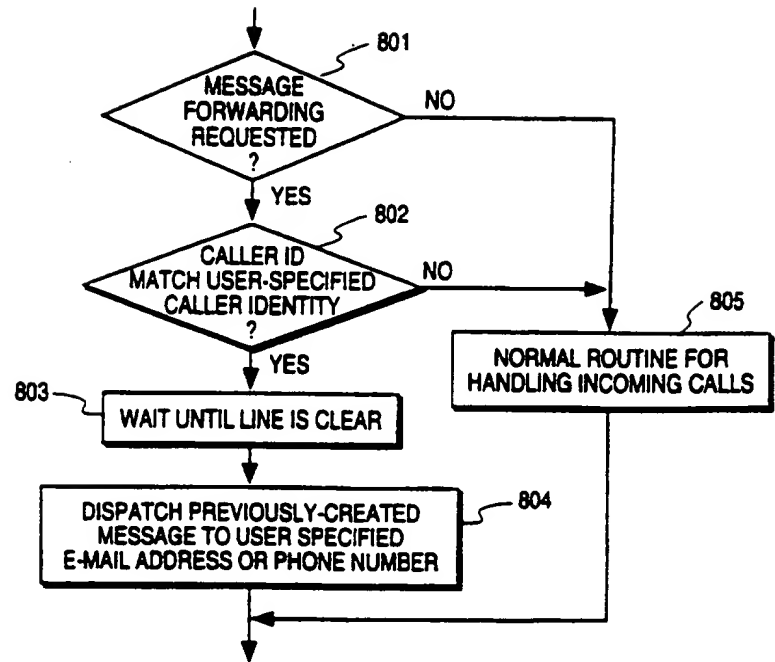 801
MESSAGE
FORWARDING
REQUESTED
?
NO
YES
802
CALLER ID
MATCH USER-SPECIFIED
CALLER IDENTITY
?
NO
YES
805
NORMAL ROUTINE FOR
HANDLING INCOMING CALLS
803
WAIT UNTIL LINE IS CLEAR
804
DISPATCH PREVIOUSLY-CREATED
MESSAGE TO USER SPECIFIED
E-MAIL ADDRESS OR PHONE NUMBER